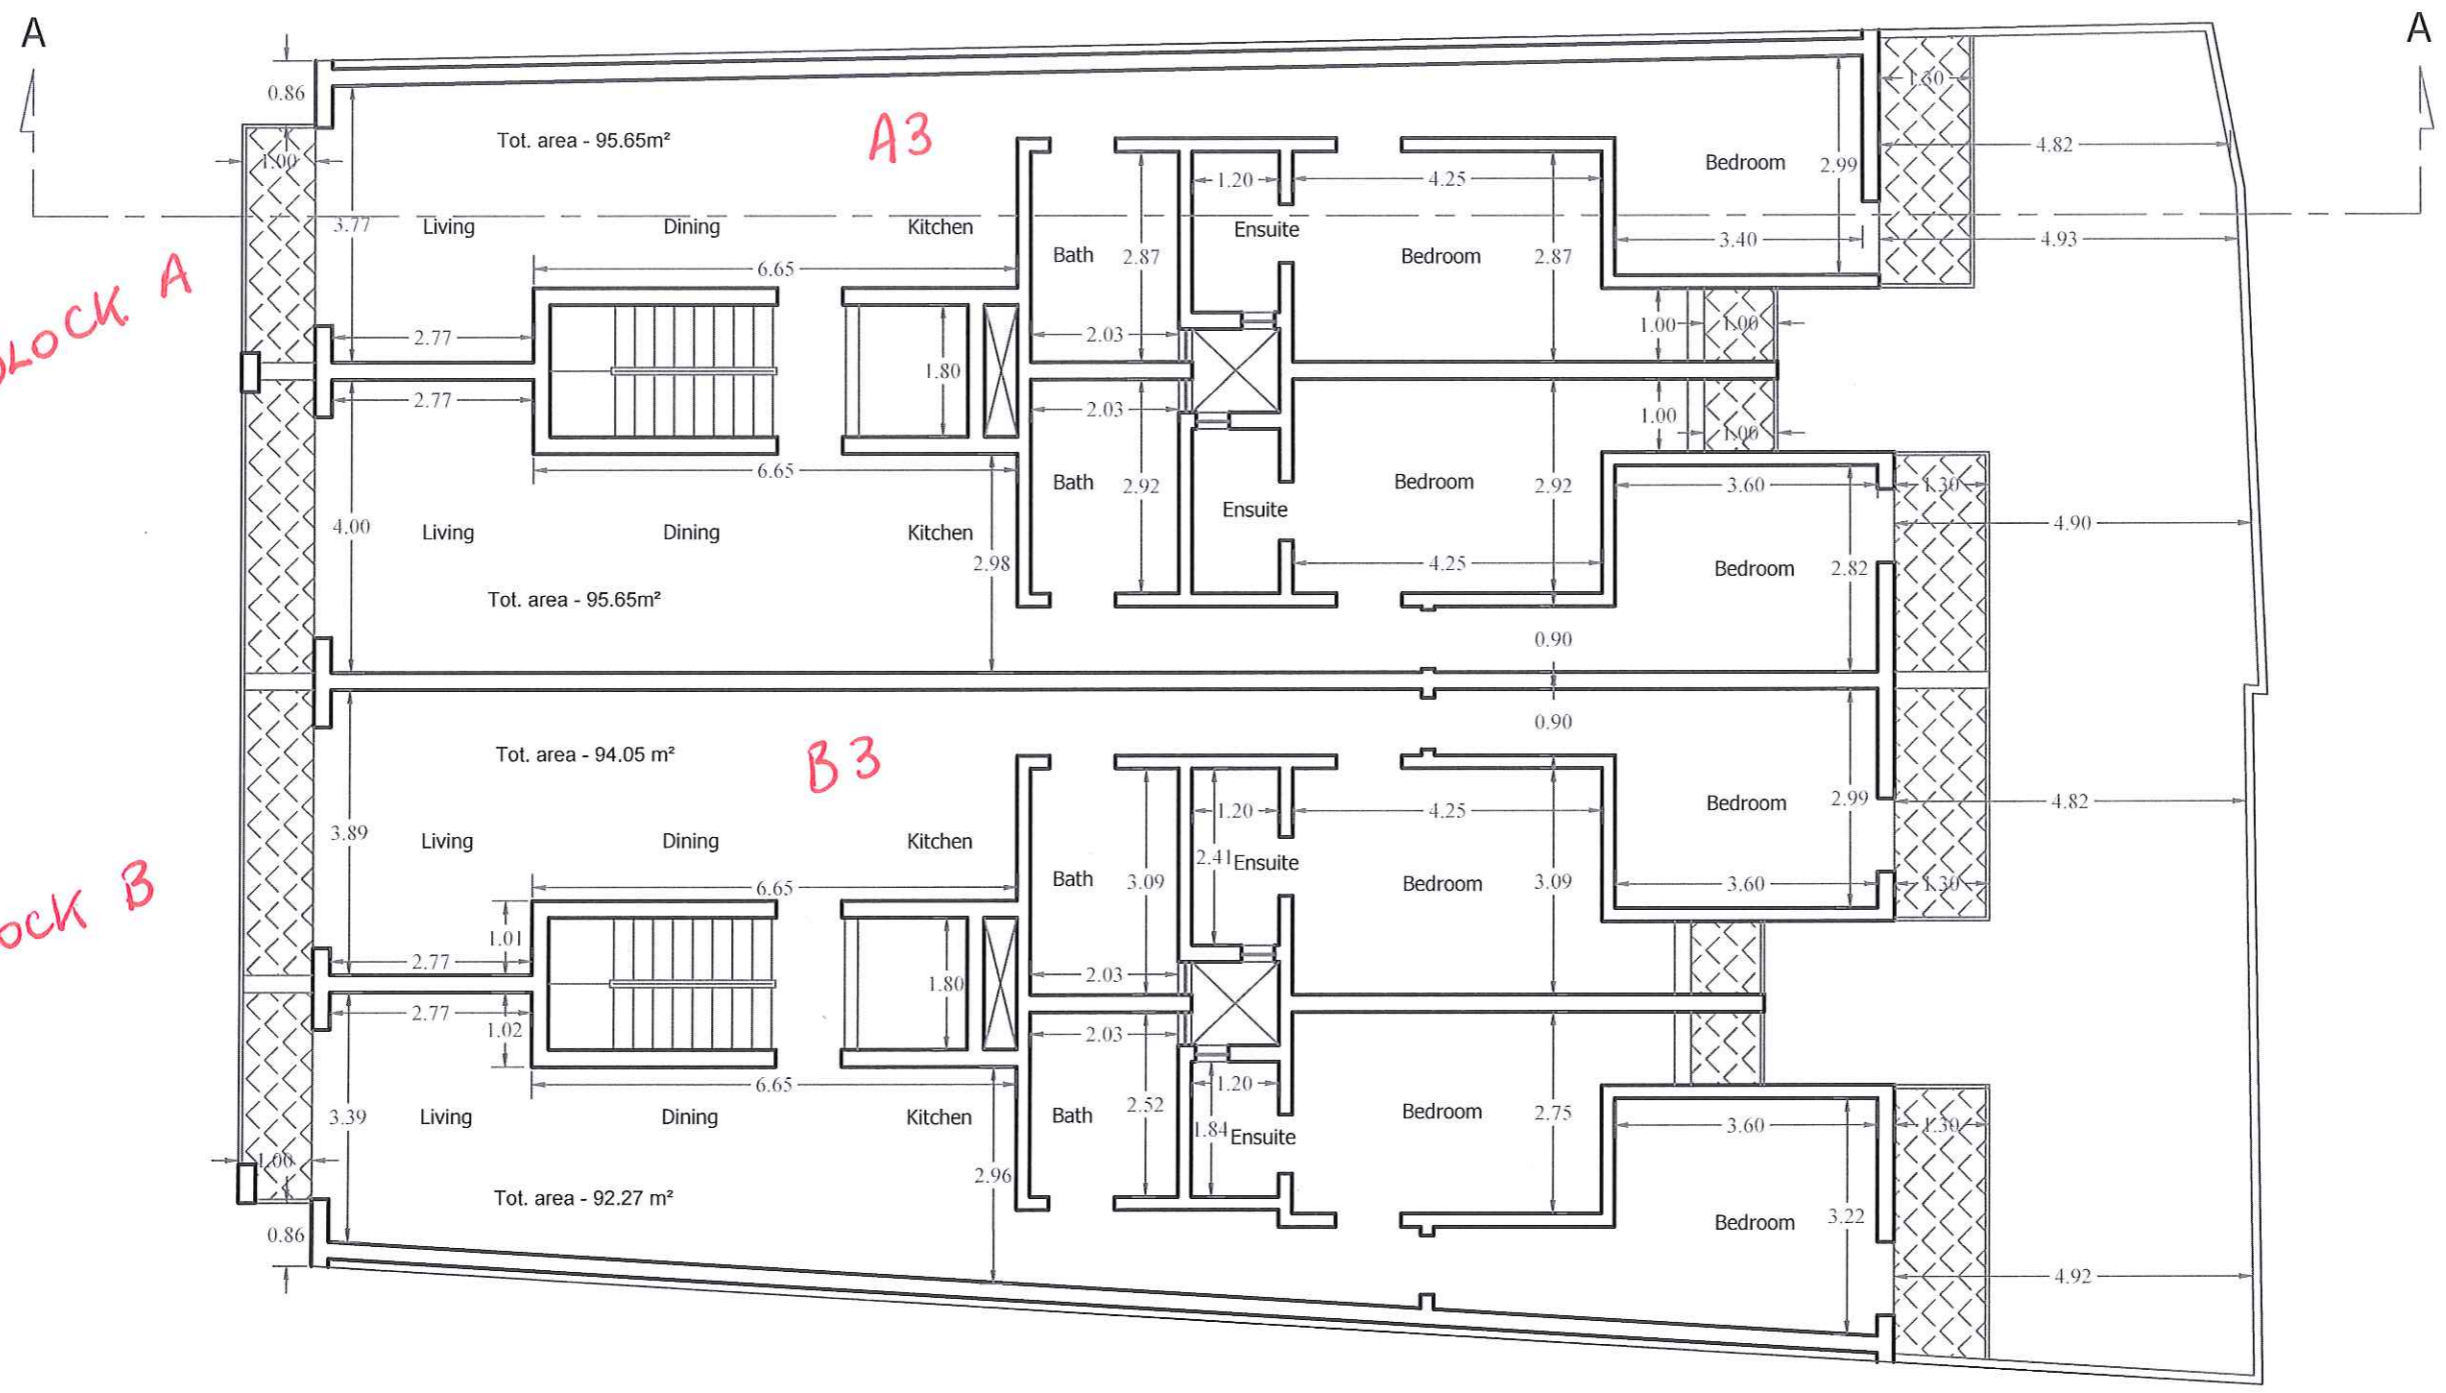 A
A
0.86
1.30
Tot. area - 95.65m²
A3
4.82
1.00
Bedroom
2.99
1.20
4.25
3.77
Living
Dining
Kitchen
Ensuite
3.40
4.93
Bath
2.87
Bedroom
2.87
6.65
BLOCK A
2.77
2.03
1.00
1.00
1.80
2.77
2.03
1.00
1.00
6.65
Bath
2.92
Bedroom
2.92
3.60
1.30
Ensuite
4.00
Living
Dining
Kitchen
4.90
2.98
4.25
Bedroom
2.82
Tot. area - 95.65m²
0.90
0.90
Tot. area - 94.05 m²
B3
1.20
4.25
Bedroom
2.99
4.82
3.89
Living
Dining
Kitchen
2.41
Ensuite
6.65
Bath
3.09
Bedroom
3.09
3.60
1.30
OCK B
1.01
2.77
2.03
1.80
2.77
1.02
2.03
6.65
1.20
3.39
Living
Dining
Kitchen
Bath
2.52
1.84
Ensuite
Bedroom
2.75
3.60
1.30
1.00
2.96
Tot. area - 92.27 m²
0.86
Bedroom
3.22
4.92